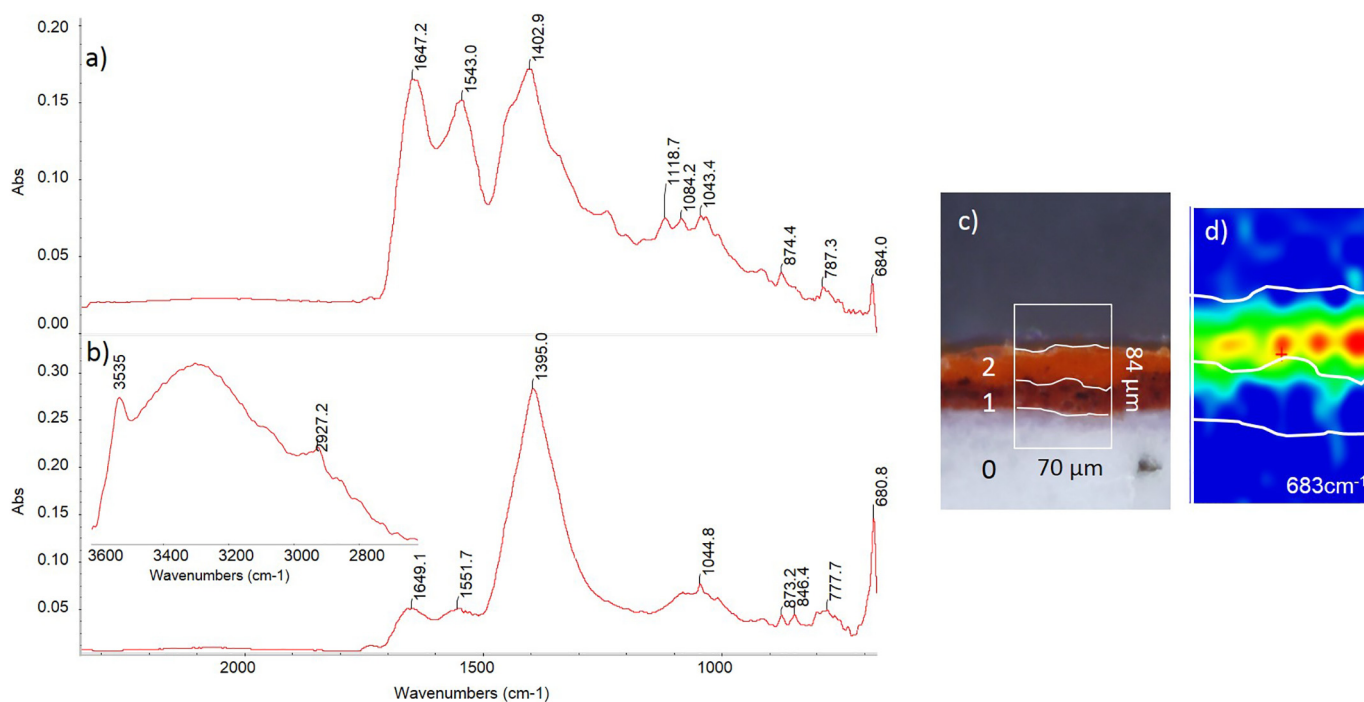 0.20
a)
1647.2
1543.0
1402.9
0.15
0.10
0.05
0.00
Abs
1118.7
1084.2
1043.4
874.4
787.3
684.0
b)
0.30
0.25
0.20
0.15
0.10
0.05
Abs
3535
2927.2
3600 3400 3200 3000 2800
Wavenumbers (cm-1)
1649.1
1551.7
1395.0
1044.8
873.2
846.4
777.7
680.8
2000 1500 1000
Wavenumbers (cm-1)
c)
2
1
0
84 µm
70 µm
d)
683cm-1